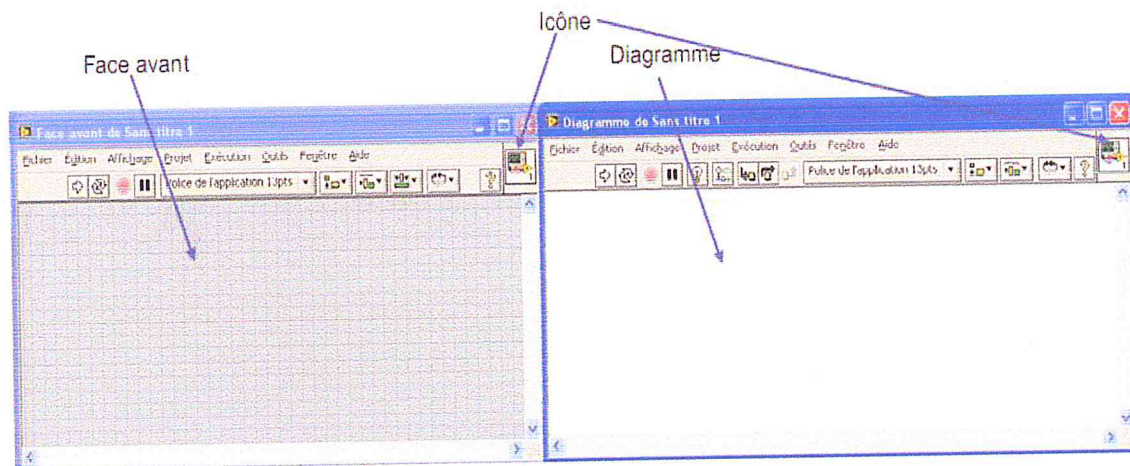 Icône
Face avant
Diagramme
Face avant de Sans titre 1
Diagramme de Sans titre 1
Fichier Édition Affichage Projet Exécution Outils Fenêtre Aide
Fichier Édition Affichage Projet Exécution Outils Fenêtre Aide
Police de l'application 13pts
Police de l'application 13pts